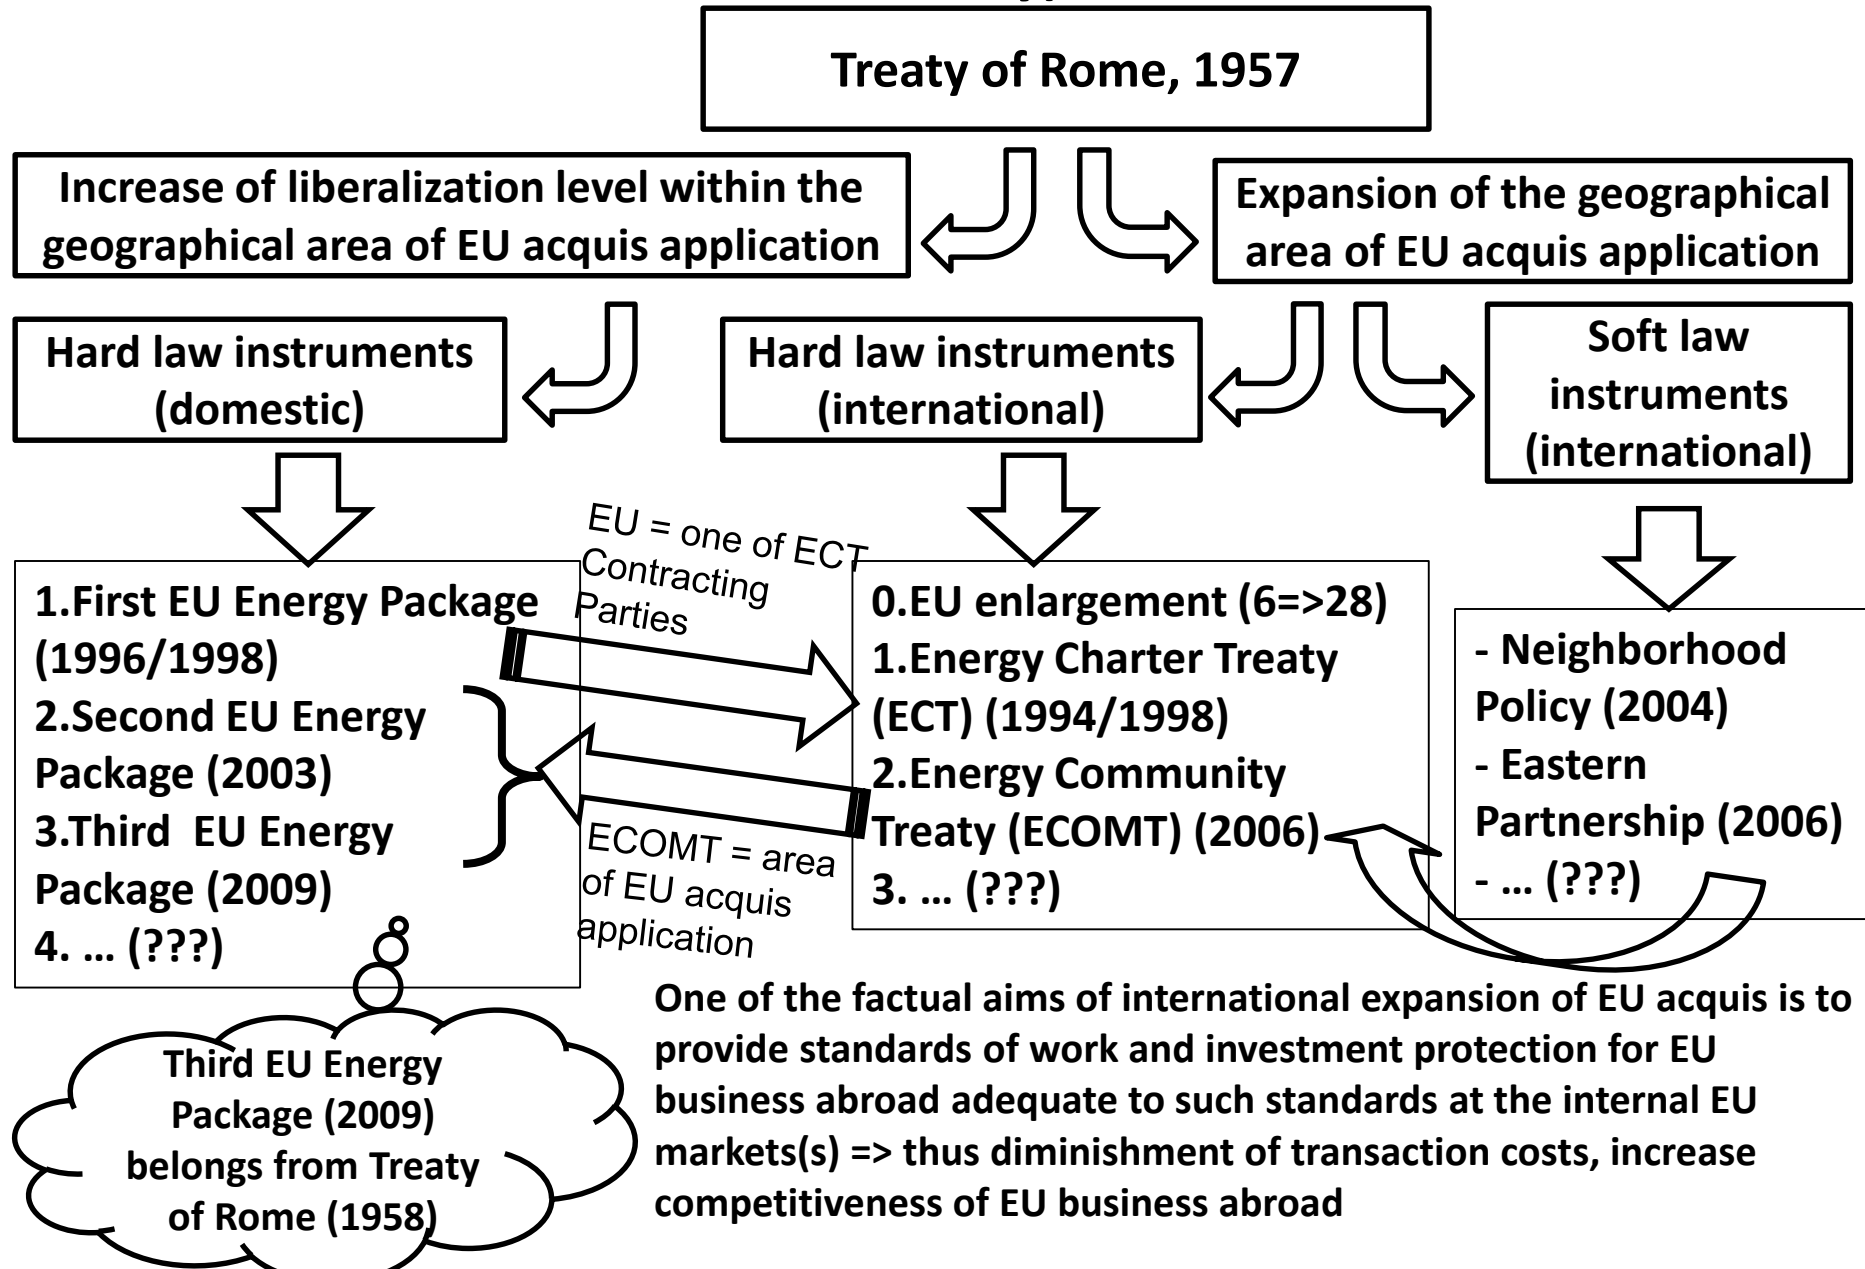 Treaty of Rome, 1957
Increase of liberalization level within the
geographical area of EU acquis application
Expansion of the geographical
area of EU acquis application
Hard law instruments
(domestic)
Hard law instruments
(international)
Soft law
instruments
(international)
EU = one of ECT
Contracting
Parties
1.First EU Energy Package
(1996/1998)
2.Second EU Energy
Package (2003)
3.Third EU Energy
Package (2009)
4. ... (???)
0.EU enlargement (6=>28)
1.Energy Charter Treaty
(ECT) (1994/1998)
2.Energy Community
Treaty (ECOMT) (2006)
3. ... (???)
- Neighborhood
Policy (2004)
- Eastern
Partnership (2006)
- ... (???)
ECOMT = area
of EU acquis
application
Third EU Energy
Package (2009)
belongs from Treaty
of Rome (1958)
One of the factual aims of international expansion of EU acquis is to
provide standards of work and investment protection for EU
business abroad adequate to such standards at the internal EU
markets(s) => thus diminishment of transaction costs, increase
competitiveness of EU business abroad